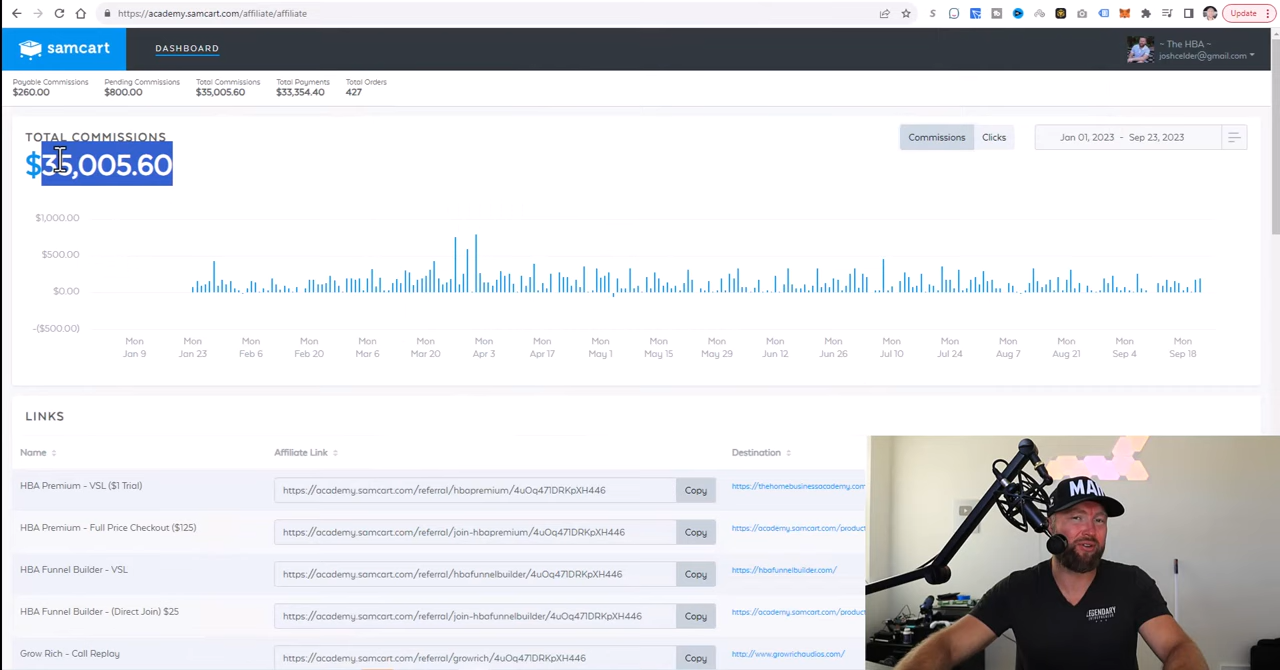 https://academy.samcart.com/affiliate/affiliate
Update
samcart
DASHBOARD
– The HBA –
joshcelder@gmail.com
Payable Commissions
Pending Commissions
Total Commissions
Total Payments
Total Orders
$260.00
$800.00
$35,005.60
$33,354.40
427
TOTAL COMMISSIONS
$35,005.60
Commissions
Clicks
Jan 01, 2023 - Sep 23, 2023
$1,000.00
$500.00
$0.00
-($500.00)
Mon Mon Mon Mon Mon Mon Mon Mon Mon Mon Mon Mon Mon Mon Mon Mon Mon Mon Mon
Jan 9 Jan 23 Feb 6 Feb 20 Mar 6 Mar 20 Apr 3 Apr 17 May 1 May 15 May 29 Jun 12 Jun 26 Jul 10 Jul 24 Aug 7 Aug 21 Sep 4 Sep 18
LINKS
Name
Affiliate Link
Destination
HBA Premium - VSL ($1 Trial)
https://academy.samcart.com/referral/hbapremium/4uOq471DRKpXH446
Copy
https://thehomebusinessacademy.com
HBA Premium - Full Price Checkout ($125)
https://academy.samcart.com/referral/join-hbapremium/4uOq471DRKpXH446
Copy
https://academy.samcart.com/product
HBA Funnel Builder - VSL
https://academy.samcart.com/referral/hbafunnelbuilder/4uOq471DRKpXH446
Copy
https://hbafunnelbuilder.com/
HBA Funnel Builder - (Direct Join) $25
https://academy.samcart.com/referral/join-hbafunnelbuilder/4uOq471DRKpXH446
Copy
https://academy.samcart.com/product
Grow Rich - Call Replay
https://academy.samcart.com/referral/growrich/4uOq471DRKpXH446
Copy
http://www.growrichaudios.com/
LEGENDARY